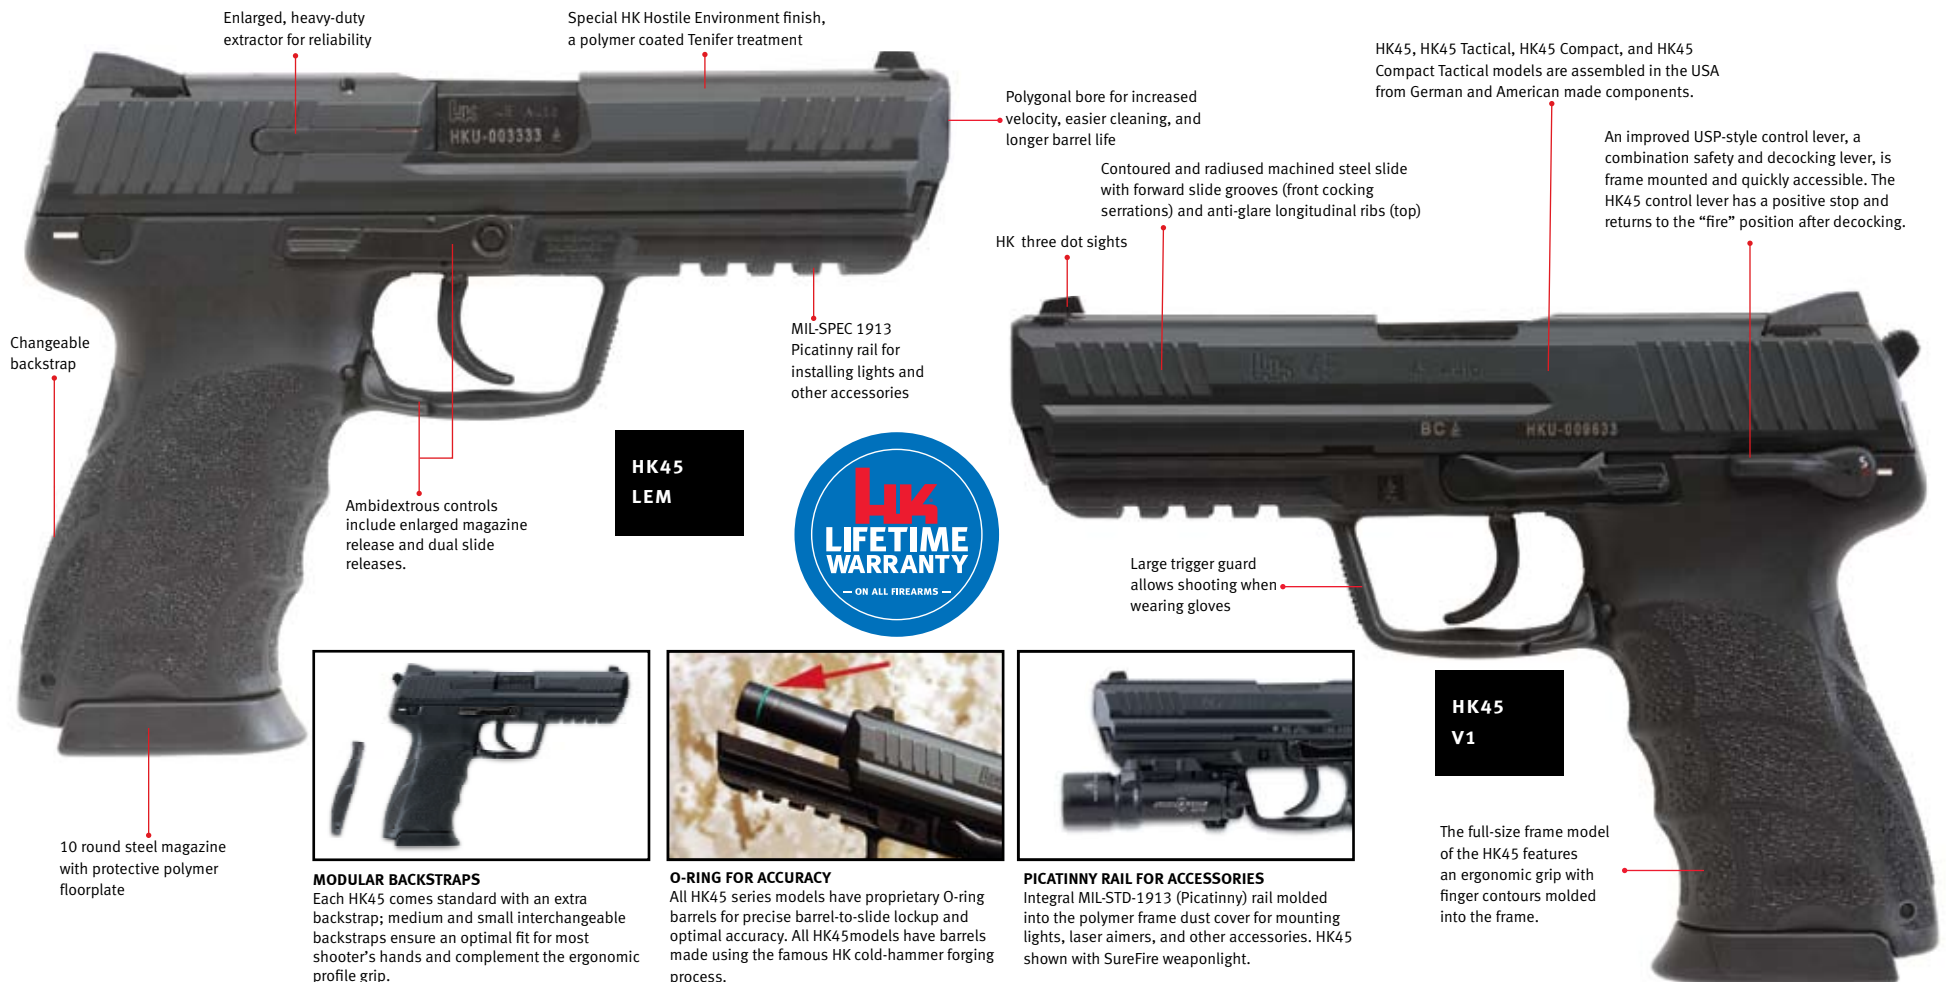 Enlarged, heavy-duty
extractor for reliability
Special HK Hostile Environment finish,
a polymer coated Tenifer treatment
HKU-003333
Polygonal bore for increased
velocity, easier cleaning, and
longer barrel life
HK45, HK45 Tactical, HK45 Compact, and HK45
Compact Tactical models are assembled in the USA
from German and American made components.
Contoured and radiused machined steel slide
with forward slide grooves (front cocking
serrations) and anti-glare longitudinal ribs (top)
An improved USP-style control lever, a
combination safety and decocking lever, is
frame mounted and quickly accessible. The
HK45 control lever has a positive stop and
returns to the “fire” position after decocking.
HK three dot sights
Changeable
backstrap
MIL-SPEC 1913
Picatinny rail for
installing lights and
other accessories
HK 45
BC
HKU-009633
S
HK45
LEM
HK
LIFETIME
WARRANTY
— ON ALL FIREARMS —
Ambidextrous controls
include enlarged magazine
release and dual slide
releases.
Large trigger guard
allows shooting when
wearing gloves
HK45
V1
10 round steel magazine
with protective polymer
floorplate
The full-size frame model
of the HK45 features
an ergonomic grip with
finger contours molded
into the frame.
MODULAR BACKSTRAPS
Each HK45 comes standard with an extra
backstrap; medium and small interchangeable
backstraps ensure an optimal fit for most
shooter’s hands and complement the ergonomic
profile grip.
O-RING FOR ACCURACY
All HK45 series models have proprietary O-ring
barrels for precise barrel-to-slide lockup and
optimal accuracy. All HK45models have barrels
made using the famous HK cold-hammer forging
process.
PICATINNY RAIL FOR ACCESSORIES
Integral MIL-STD-1913 (Picatinny) rail molded
into the polymer frame dust cover for mounting
lights, laser aimers, and other accessories. HK45
shown with SureFire weaponlight.